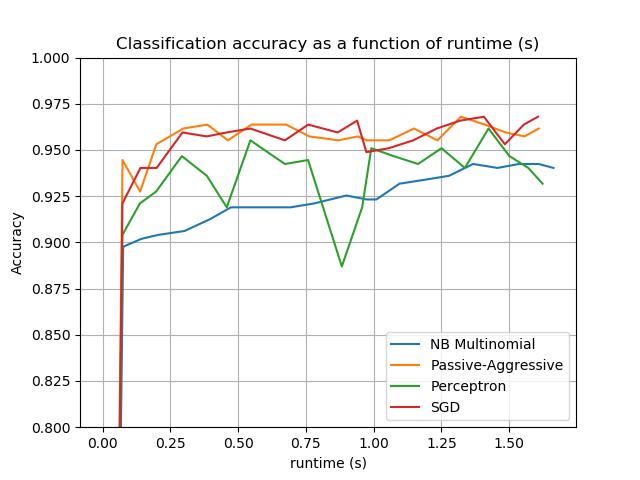 Classification accuracy as a function of runtime (s)
1.000
0.975
0.950
0.925
0.900
0.875
0.850
0.825
0.800
Accuracy
NB Multinomial
Passive-Aggressive
Perceptron
SGD
0.00 0.25 0.50 0.75 1.00 1.25 1.50
runtime (s)